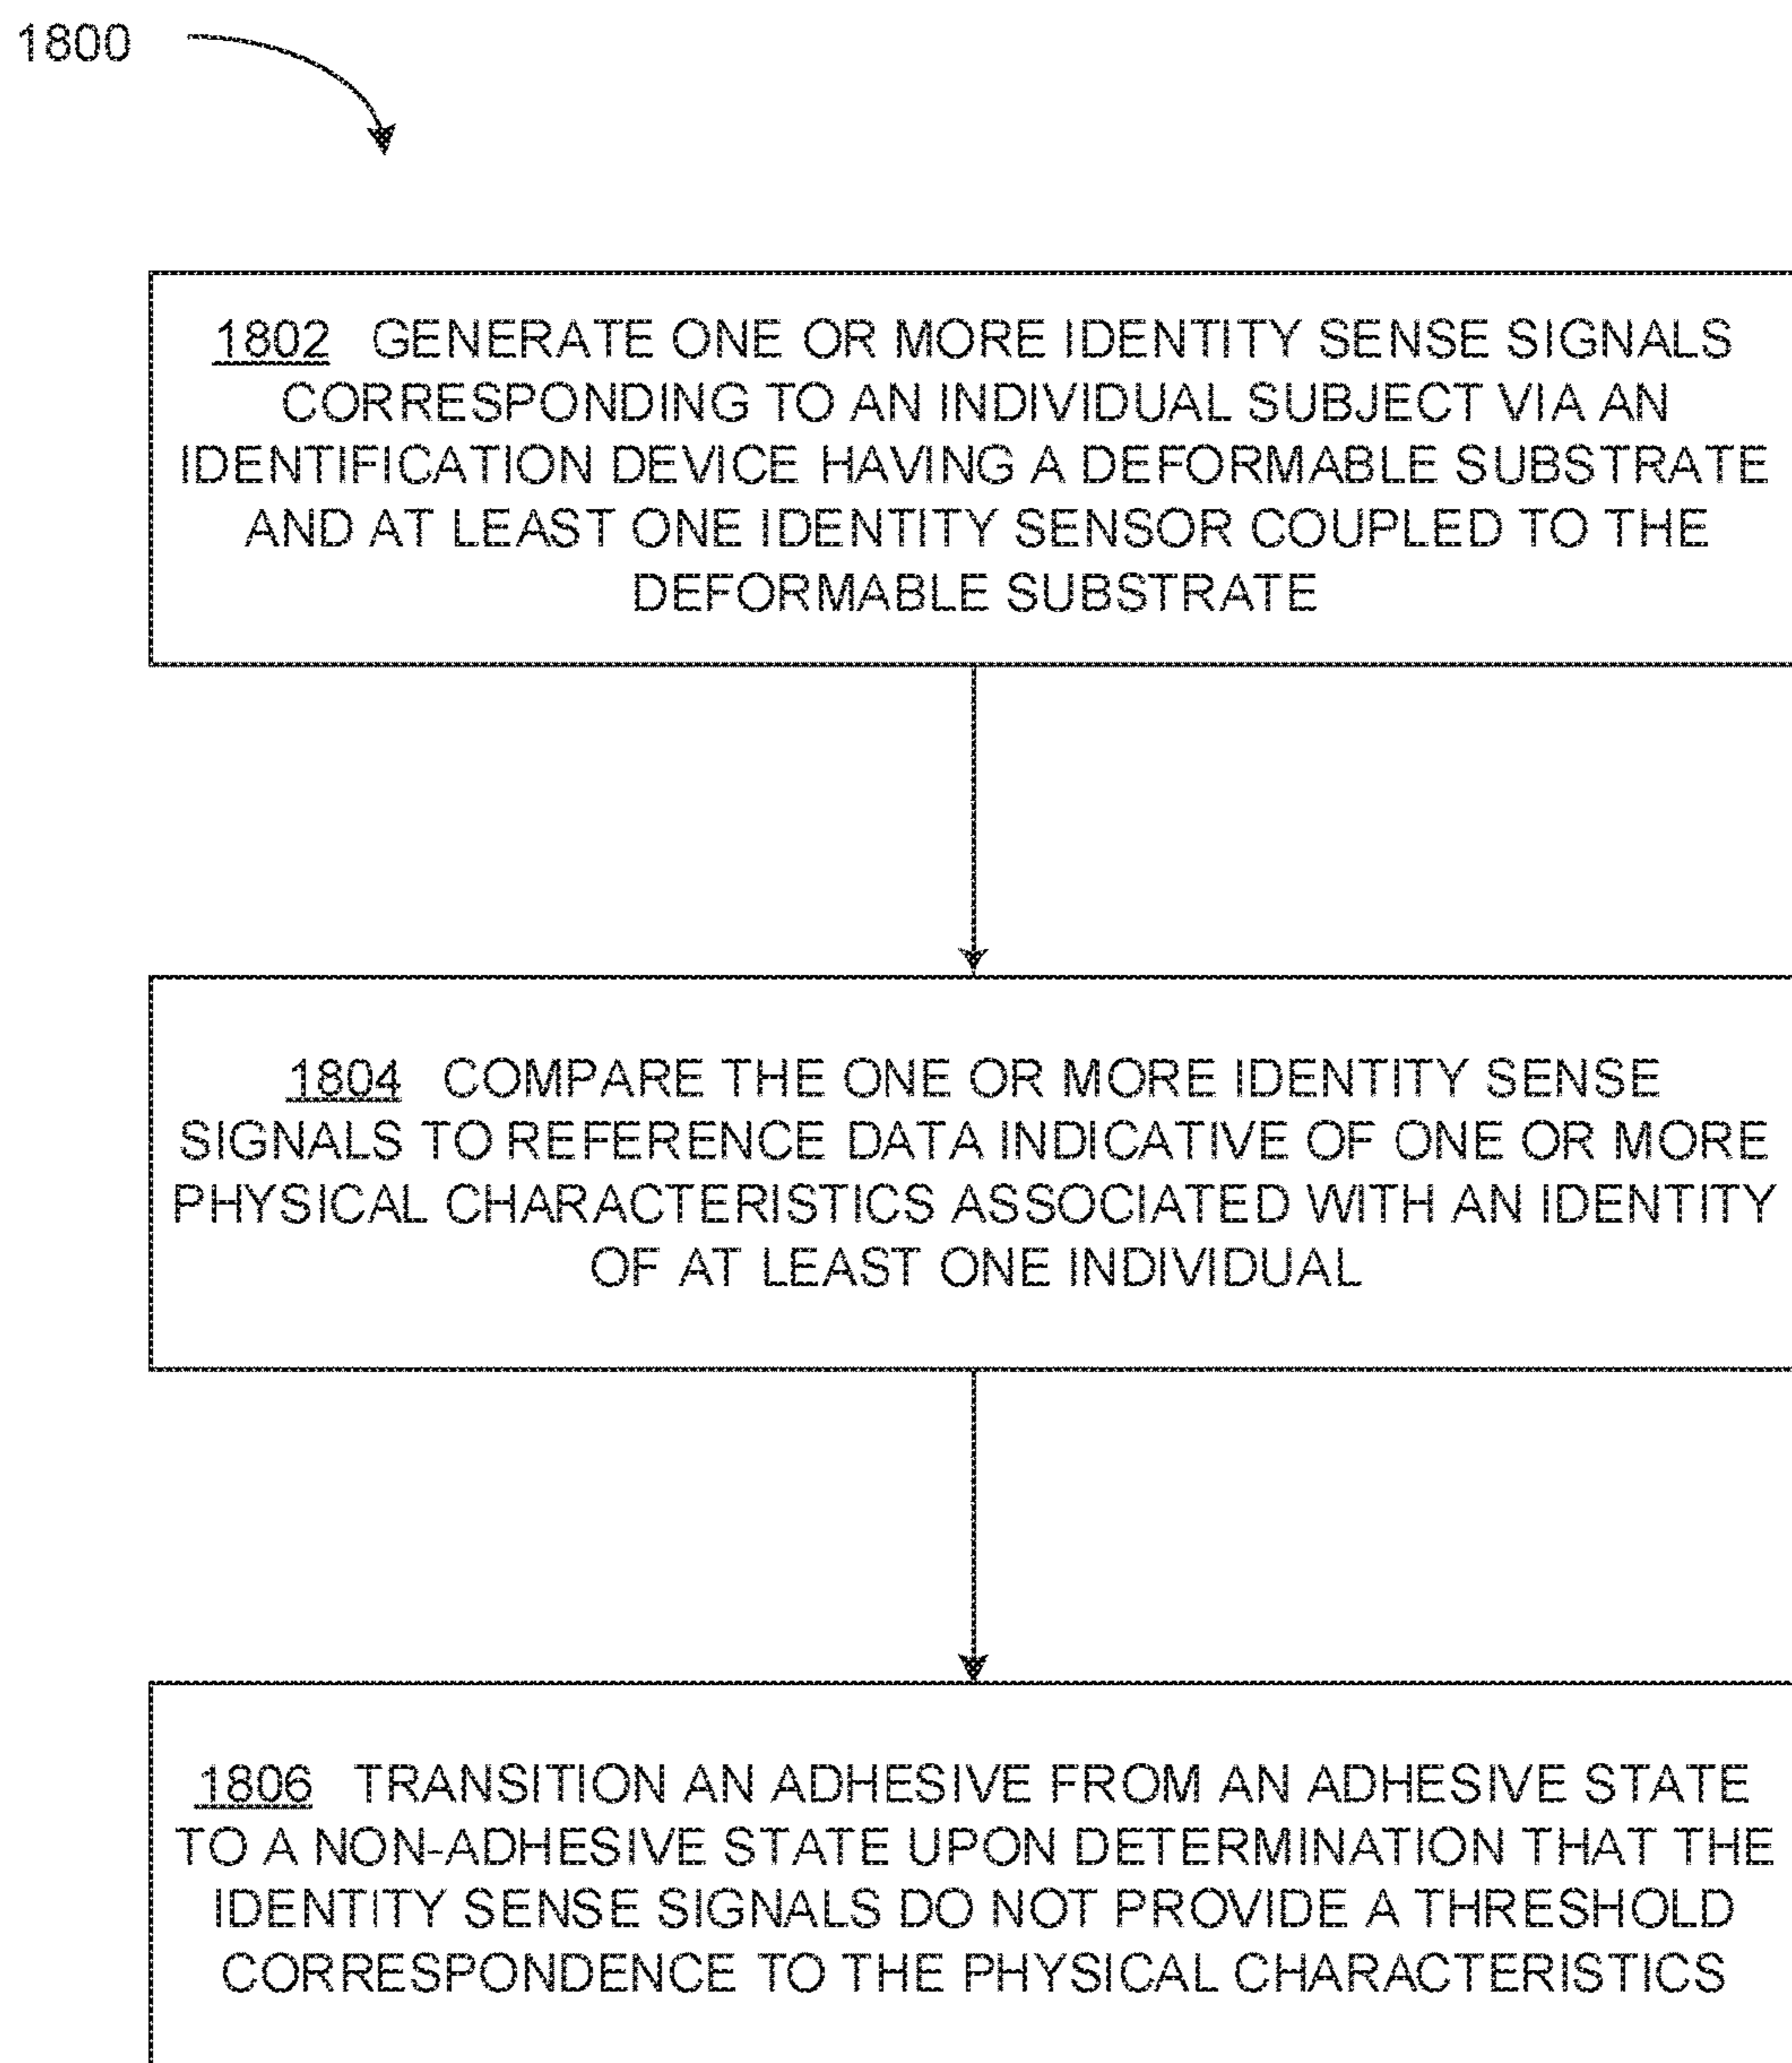 1800
1802 GENERATE ONE OR MORE IDENTITY SENSE SIGNALS
CORRESPONDING TO AN INDIVIDUAL SUBJECT VIA AN
IDENTIFICATION DEVICE HAVING A DEFORMABLE SUBSTRATE
AND AT LEAST ONE IDENTITY SENSOR COUPLED TO THE
DEFORMABLE SUBSTRATE
1804 COMPARE THE ONE OR MORE IDENTITY SENSE
SIGNALS TO REFERENCE DATA INDICATIVE OF ONE OR MORE
PHYSICAL CHARACTERISTICS ASSOCIATED WITH AN IDENTITY
OF AT LEAST ONE INDIVIDUAL
1806 TRANSITION AN ADHESIVE FROM AN ADHESIVE STATE
TO A NON-ADHESIVE STATE UPON DETERMINATION THAT THE
IDENTITY SENSE SIGNALS DO NOT PROVIDE A THRESHOLD
CORRESPONDENCE TO THE PHYSICAL CHARACTERISTICS